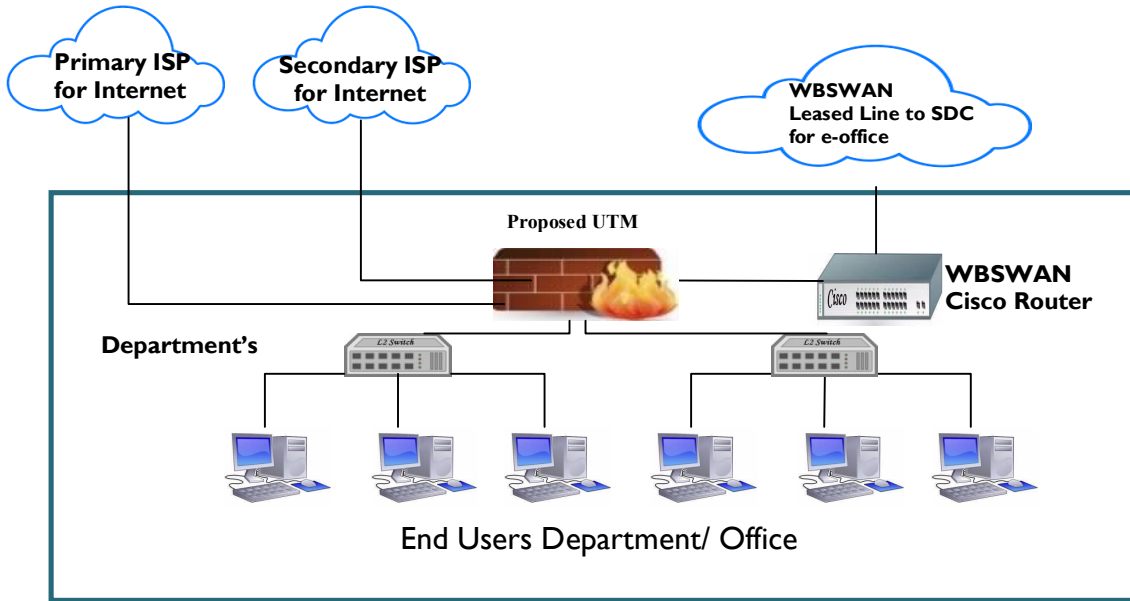 Primary ISP
for Internet
Secondary ISP
for Internet
WBSWAN
Leased Line to SDC
for e-office
Proposed UTM
Cisco
WBSWAN
Cisco Router
Department's
L2 Switch
L2 Switch
End Users Department/ Office